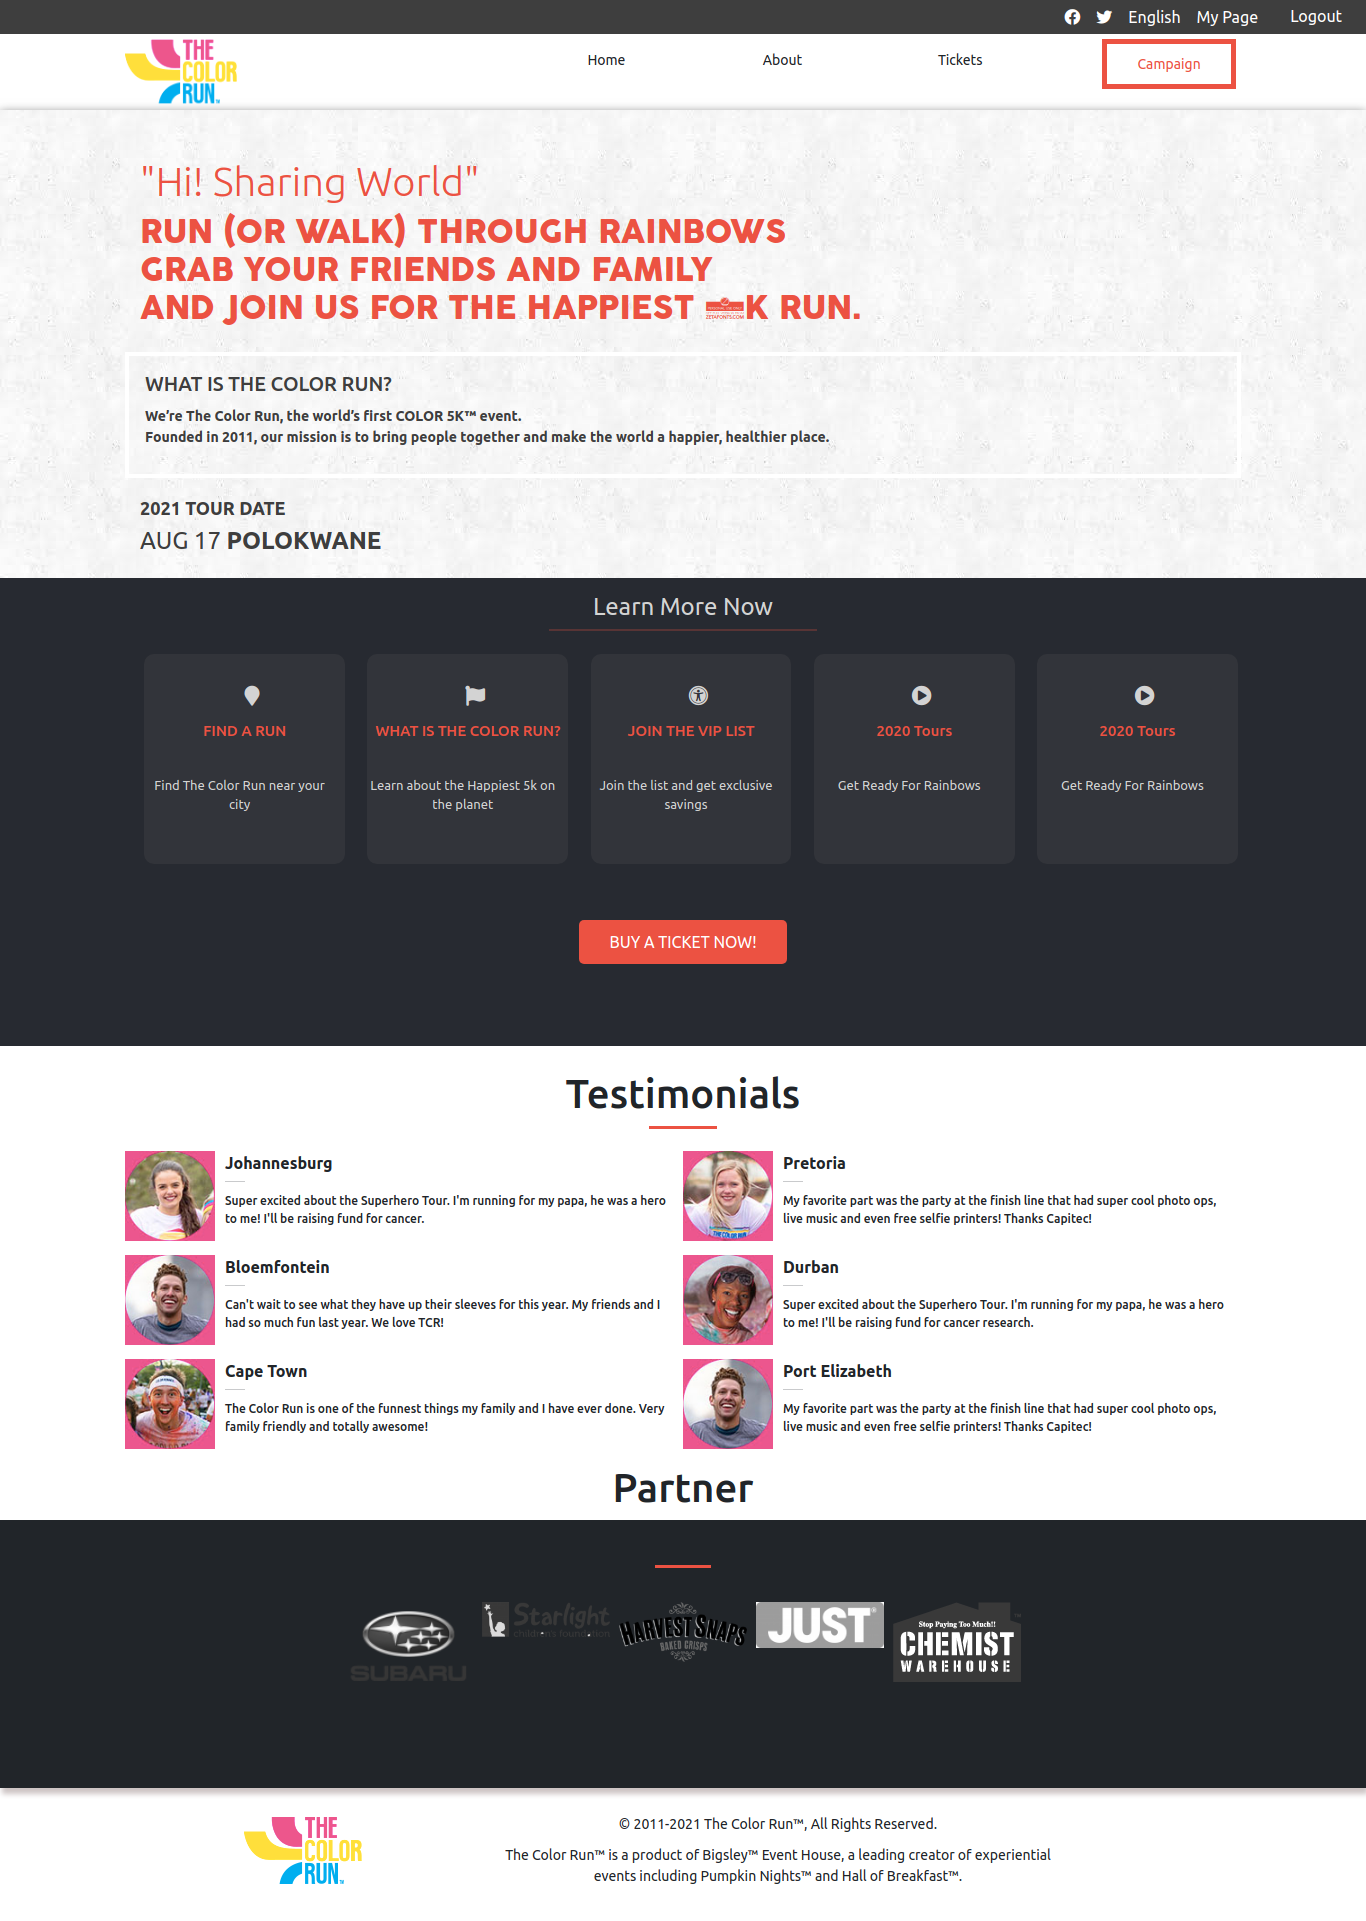 English My Page Logout
THE COLOR RUN™
Home About Tickets Campaign
"Hi! Sharing World"
RUN (OR WALK) THROUGH RAINBOWS
GRAB YOUR FRIENDS AND FAMILY
AND JOIN US FOR THE HAPPIEST ZETAFONTS.COM K RUN.
WHAT IS THE COLOR RUN?
We're The Color Run, the world's first COLOR 5K™ event.
Founded in 2011, our mission is to bring people together and make the world a happier, healthier place.
2021 TOUR DATE
AUG 17 POLOKWANE
Learn More Now
FIND A RUN
Find The Color Run near your
city
WHAT IS THE COLOR RUN?
Learn about the Happiest 5k on
the planet
JOIN THE VIP LIST
Join the list and get exclusive
savings
2020 Tours
Get Ready For Rainbows
2020 Tours
Get Ready For Rainbows
BUY A TICKET NOW!
Testimonials
Johannesburg
Super excited about the Superhero Tour. I'm running for my papa, he was a hero
to me! I'll be raising fund for cancer.
Pretoria
My favorite part was the party at the finish line that had super cool photo ops,
live music and even free selfie printers! Thanks Capitec!
Bloemfontein
Can't wait to see what they have up their sleeves for this year. My friends and I
had so much fun last year. We love TCR!
Durban
Super excited about the Superhero Tour. I'm running for my papa, he was a hero
to me! I'll be raising fund for cancer research.
Cape Town
The Color Run is one of the funnest things my family and I have ever done. Very
family friendly and totally awesome!
Port Elizabeth
My favorite part was the party at the finish line that had super cool photo ops,
live music and even free selfie printers! Thanks Capitec!
Partner
SUBARU
Starlight
children's foundation
HARVEST SNAPS
BAKED CRISPS
JUST®
Stop Paying Too Much!!
CHEMIST
WAREHOUSE
THE COLOR RUN™
© 2011-2021 The Color Run™, All Rights Reserved.
The Color Run™ is a product of Bigsley™ Event House, a leading creator of experiential
events including Pumpkin Nights™ and Hall of Breakfast™.